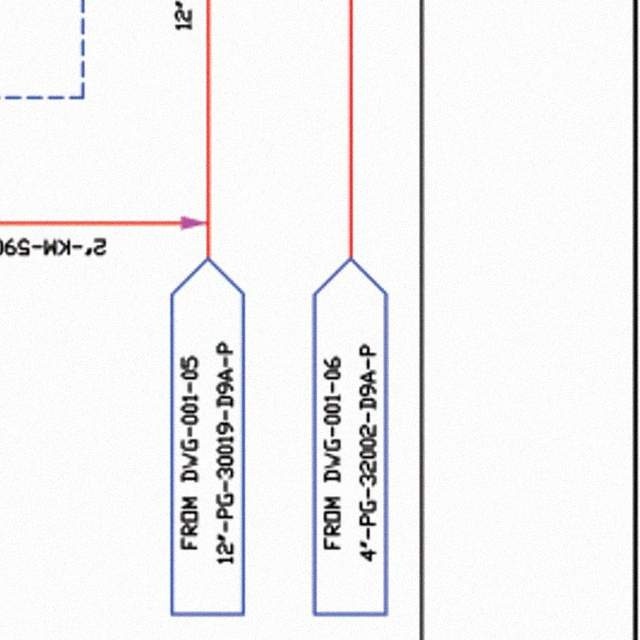 12"
2"-KM-590
FROM DWG-001-05
12"-PG-30019-D9A-P
FROM DWG-001-06
4"-PG-32002-D9A-P